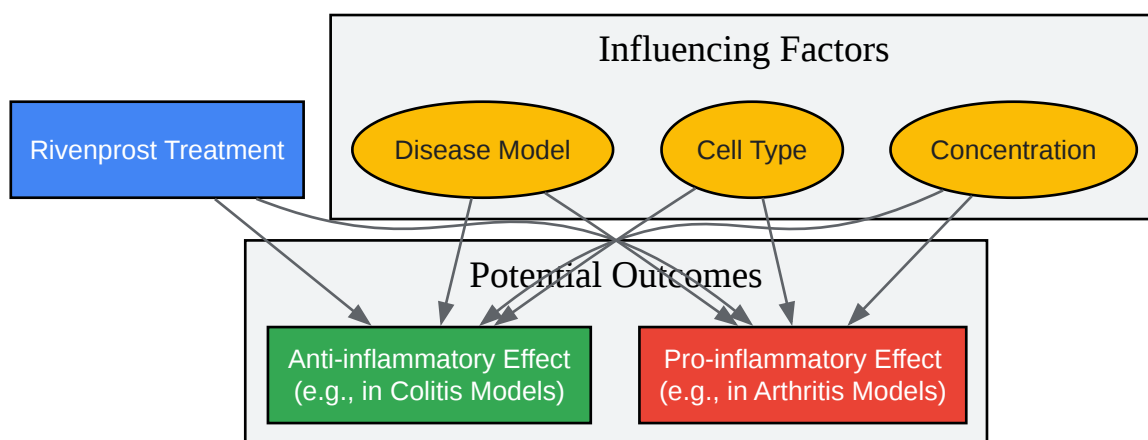 Influencing Factors
Rivenprost Treatment
Disease Model
Cell Type
Concentration
Potential Outcomes
Anti-inflammatory Effect
(e.g., in Colitis Models)
Pro-inflammatory Effect
(e.g., in Arthritis Models)